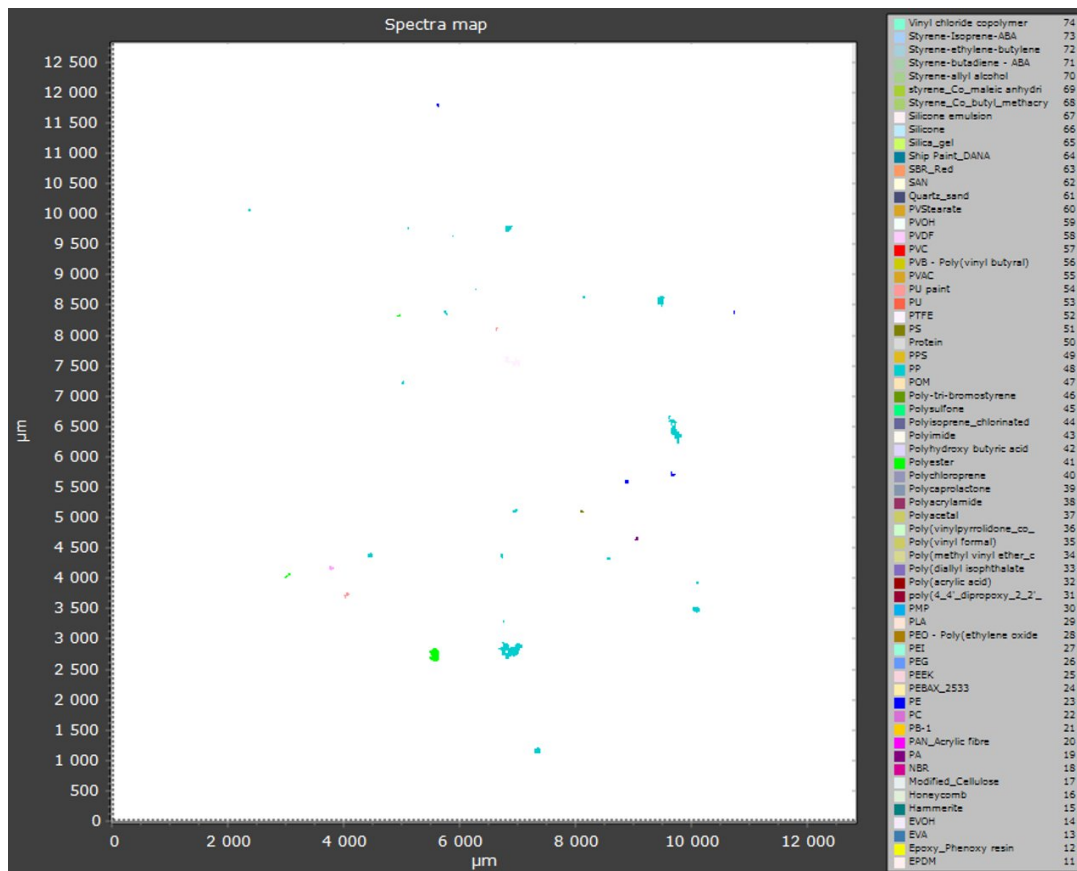 Spectra map
12 500
12 000
11 500
11 000
10 500
10 000
9 500
9 000
8 500
8 000
7 500
7 000
6 500
6 000
5 500
5 000
4 500
4 000
3 500
3 000
2 500
2 000
1 500
1 000
500
0
µm
0 2 000 4 000 6 000 8 000 10 000 12 000
µm
Vinyl chloride copolymer 74
Styrene-Isoprene-ABA 73
Styrene-ethylene-butylene 72
Styrene-butadiene - ABA 71
Styrene-allyl alcohol 70
styrene_Co_maleic anhydri 69
Styrene_Co_butyl_methacry 68
Silicone emulsion 67
Silicone 66
Silica_gel 65
Ship Paint_DANA 64
SBR_Red 63
SAN 62
Quartz_sand 61
PVStearate 60
PVOH 59
PVDF 58
PVC 57
PVB - Poly(vinyl butyral) 56
PVAC 55
PU paint 54
PU 53
PTFE 52
PS 51
Protein 50
PPS 49
PP 48
POM 47
Poly-tri-bromostyrene 46
Polysulfone 45
Polyisoprene_chlorinated 44
Polyimide 43
Polyhydroxy butyric acid 42
Polyester 41
Polychloroprene 40
Polycaprolactone 39
Polyacrylamide 38
Polyacetal 37
Poly(vinylpyrrolidone_co_ 36
Poly(vinyl formal) 35
Poly(methyl vinyl ether_c 34
Poly(diallyl isophthalate 33
Poly(acrylic acid) 32
poly(4_4'_dipropoxy_2_2'_ 31
PMP 30
PLA 29
PEO - Poly(ethylene oxide 28
PEI 27
PEG 26
PEEK 25
PEBAX_2533 24
PE 23
PC 22
PB-1 21
PAN_Acrylic fibre 20
PA 19
NBR 18
Modified_Cellulose 17
Honeycomb 16
Hammerite 15
EVOH 14
EVA 13
Epoxy_Phenoxy resin 12
EPDM 11